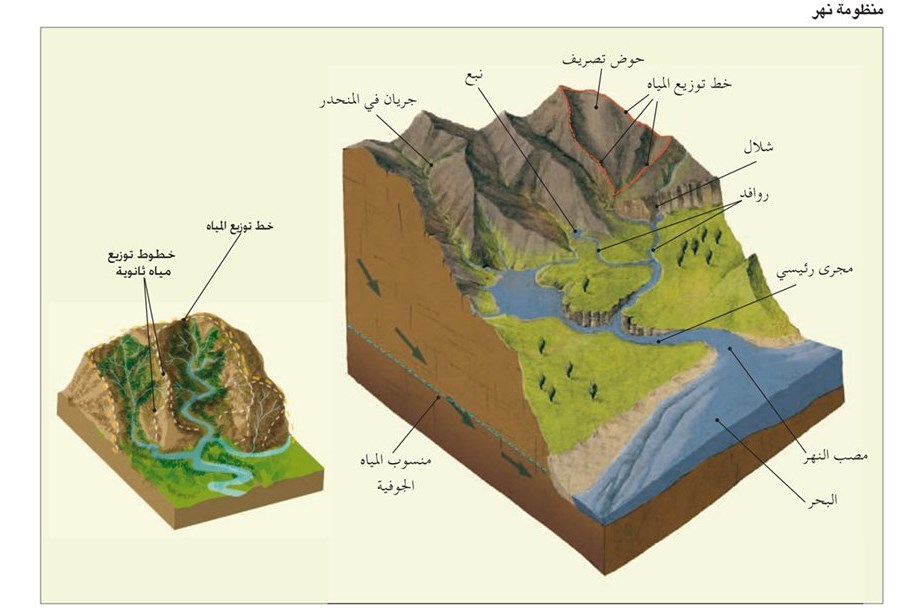 منظومة نهر
حوض تصريف
خط توزيع المياه
نبع
جريان في المنحدر
شلال
روافد
مجرى رئيسي
خط توزيع المياه
خطوط توزيع
مياه ثانوية
منسوب المياه
الجوفية
مصب النهر
البحر